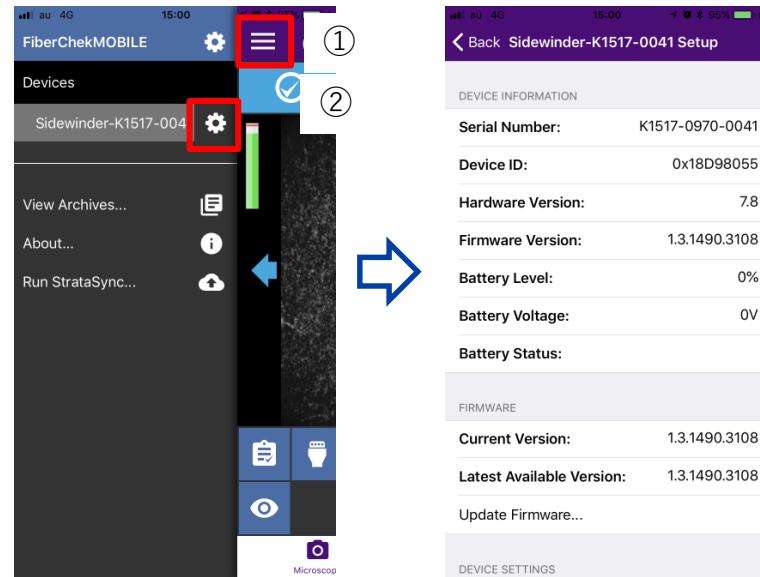 au 4G 15:00 95%
FiberChekMOBILE
①
Devices
②
Sidewinder-K1517-004
View Archives...
About...
Run StrataSync...
Microscop
au 4G 15:00 95%
Back Sidewinder-K1517-0041 Setup
DEVICE INFORMATION
Serial Number: K1517-0970-0041
Device ID: 0x18D98055
Hardware Version: 7.8
Firmware Version: 1.3.1490.3108
Battery Level: 0%
Battery Voltage: 0V
Battery Status:
FIRMWARE
Current Version: 1.3.1490.3108
Latest Available Version: 1.3.1490.3108
Update Firmware...
DEVICE SETTINGS